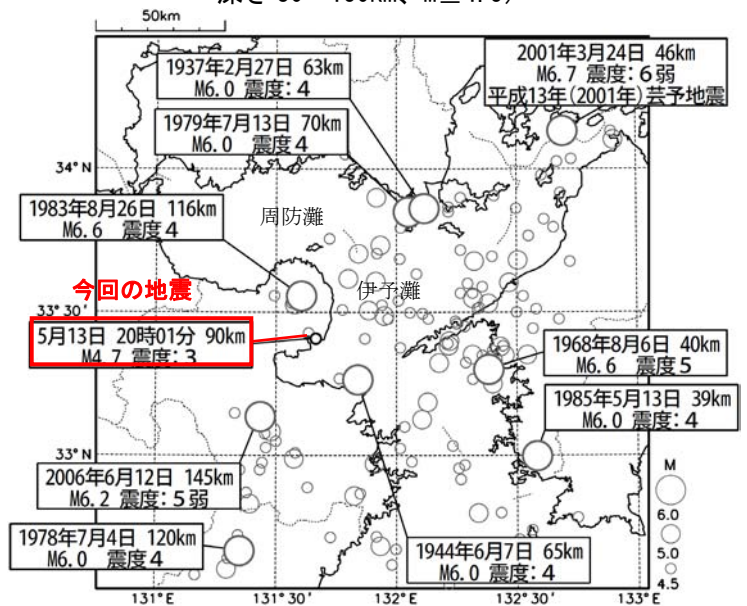 50km
1937年2月27日 63km
M6.0 震度:4
2001年3月24日 46km
M6.7 震度:6弱
平成13年(2001年)芸予地震
1979年7月13日 70km
M6.0 震度4
34°N
1983年8月26日 116km
M6.6 震度4
周防灘
今回の地震
伊予灘
33°30'
5月13日 20時01分 90km
M4.7 震度:3
1968年8月6日 40km
M6.6 震度5
1985年5月13日 39km
M6.0 震度:4
33°N
2006年6月12日 145km
M6.2 震度:5弱
M
6.0
5.0
4.5
1978年7月4日 120km
M6.0 震度4
1944年6月7日 65km
M6.0 震度:4
131°E
131°30'
132°E
132°30'
133°E